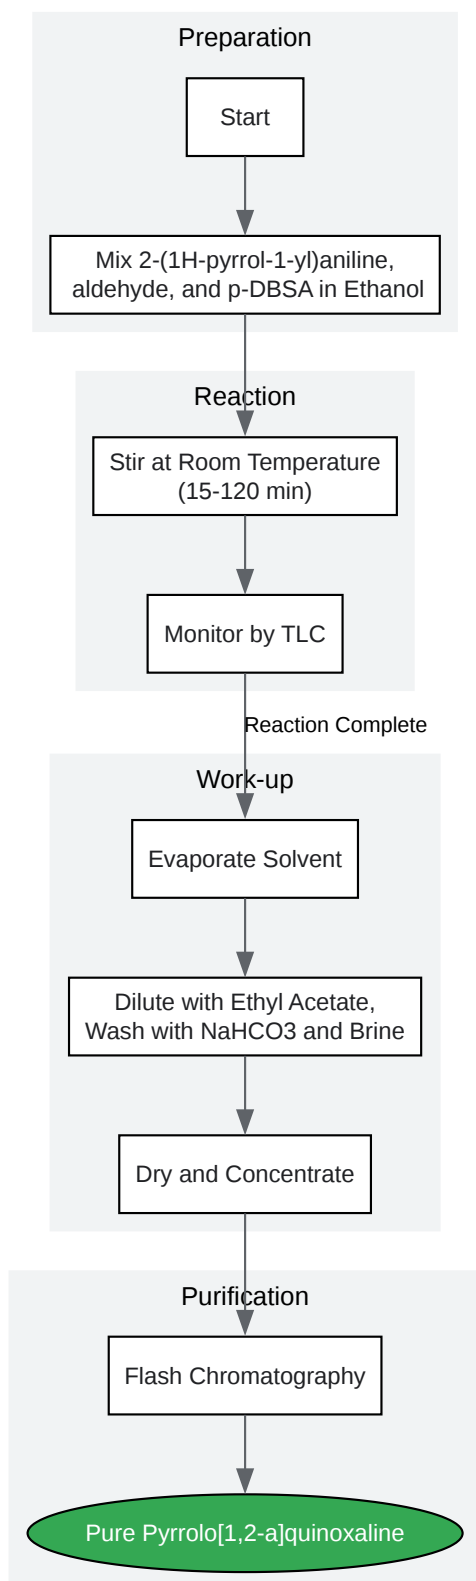 Preparation
Start
Mix 2-(1H-pyrrol-1-yl)aniline,
aldehyde, and p-DBSA in Ethanol
Reaction
Stir at Room Temperature
(15-120 min)
Monitor by TLC
Reaction Complete
Work-up
Evaporate Solvent
Dilute with Ethyl Acetate,
Wash with NaHCO3 and Brine
Dry and Concentrate
Purification
Flash Chromatography
Pure Pyrrolo[1,2-a]quinoxaline